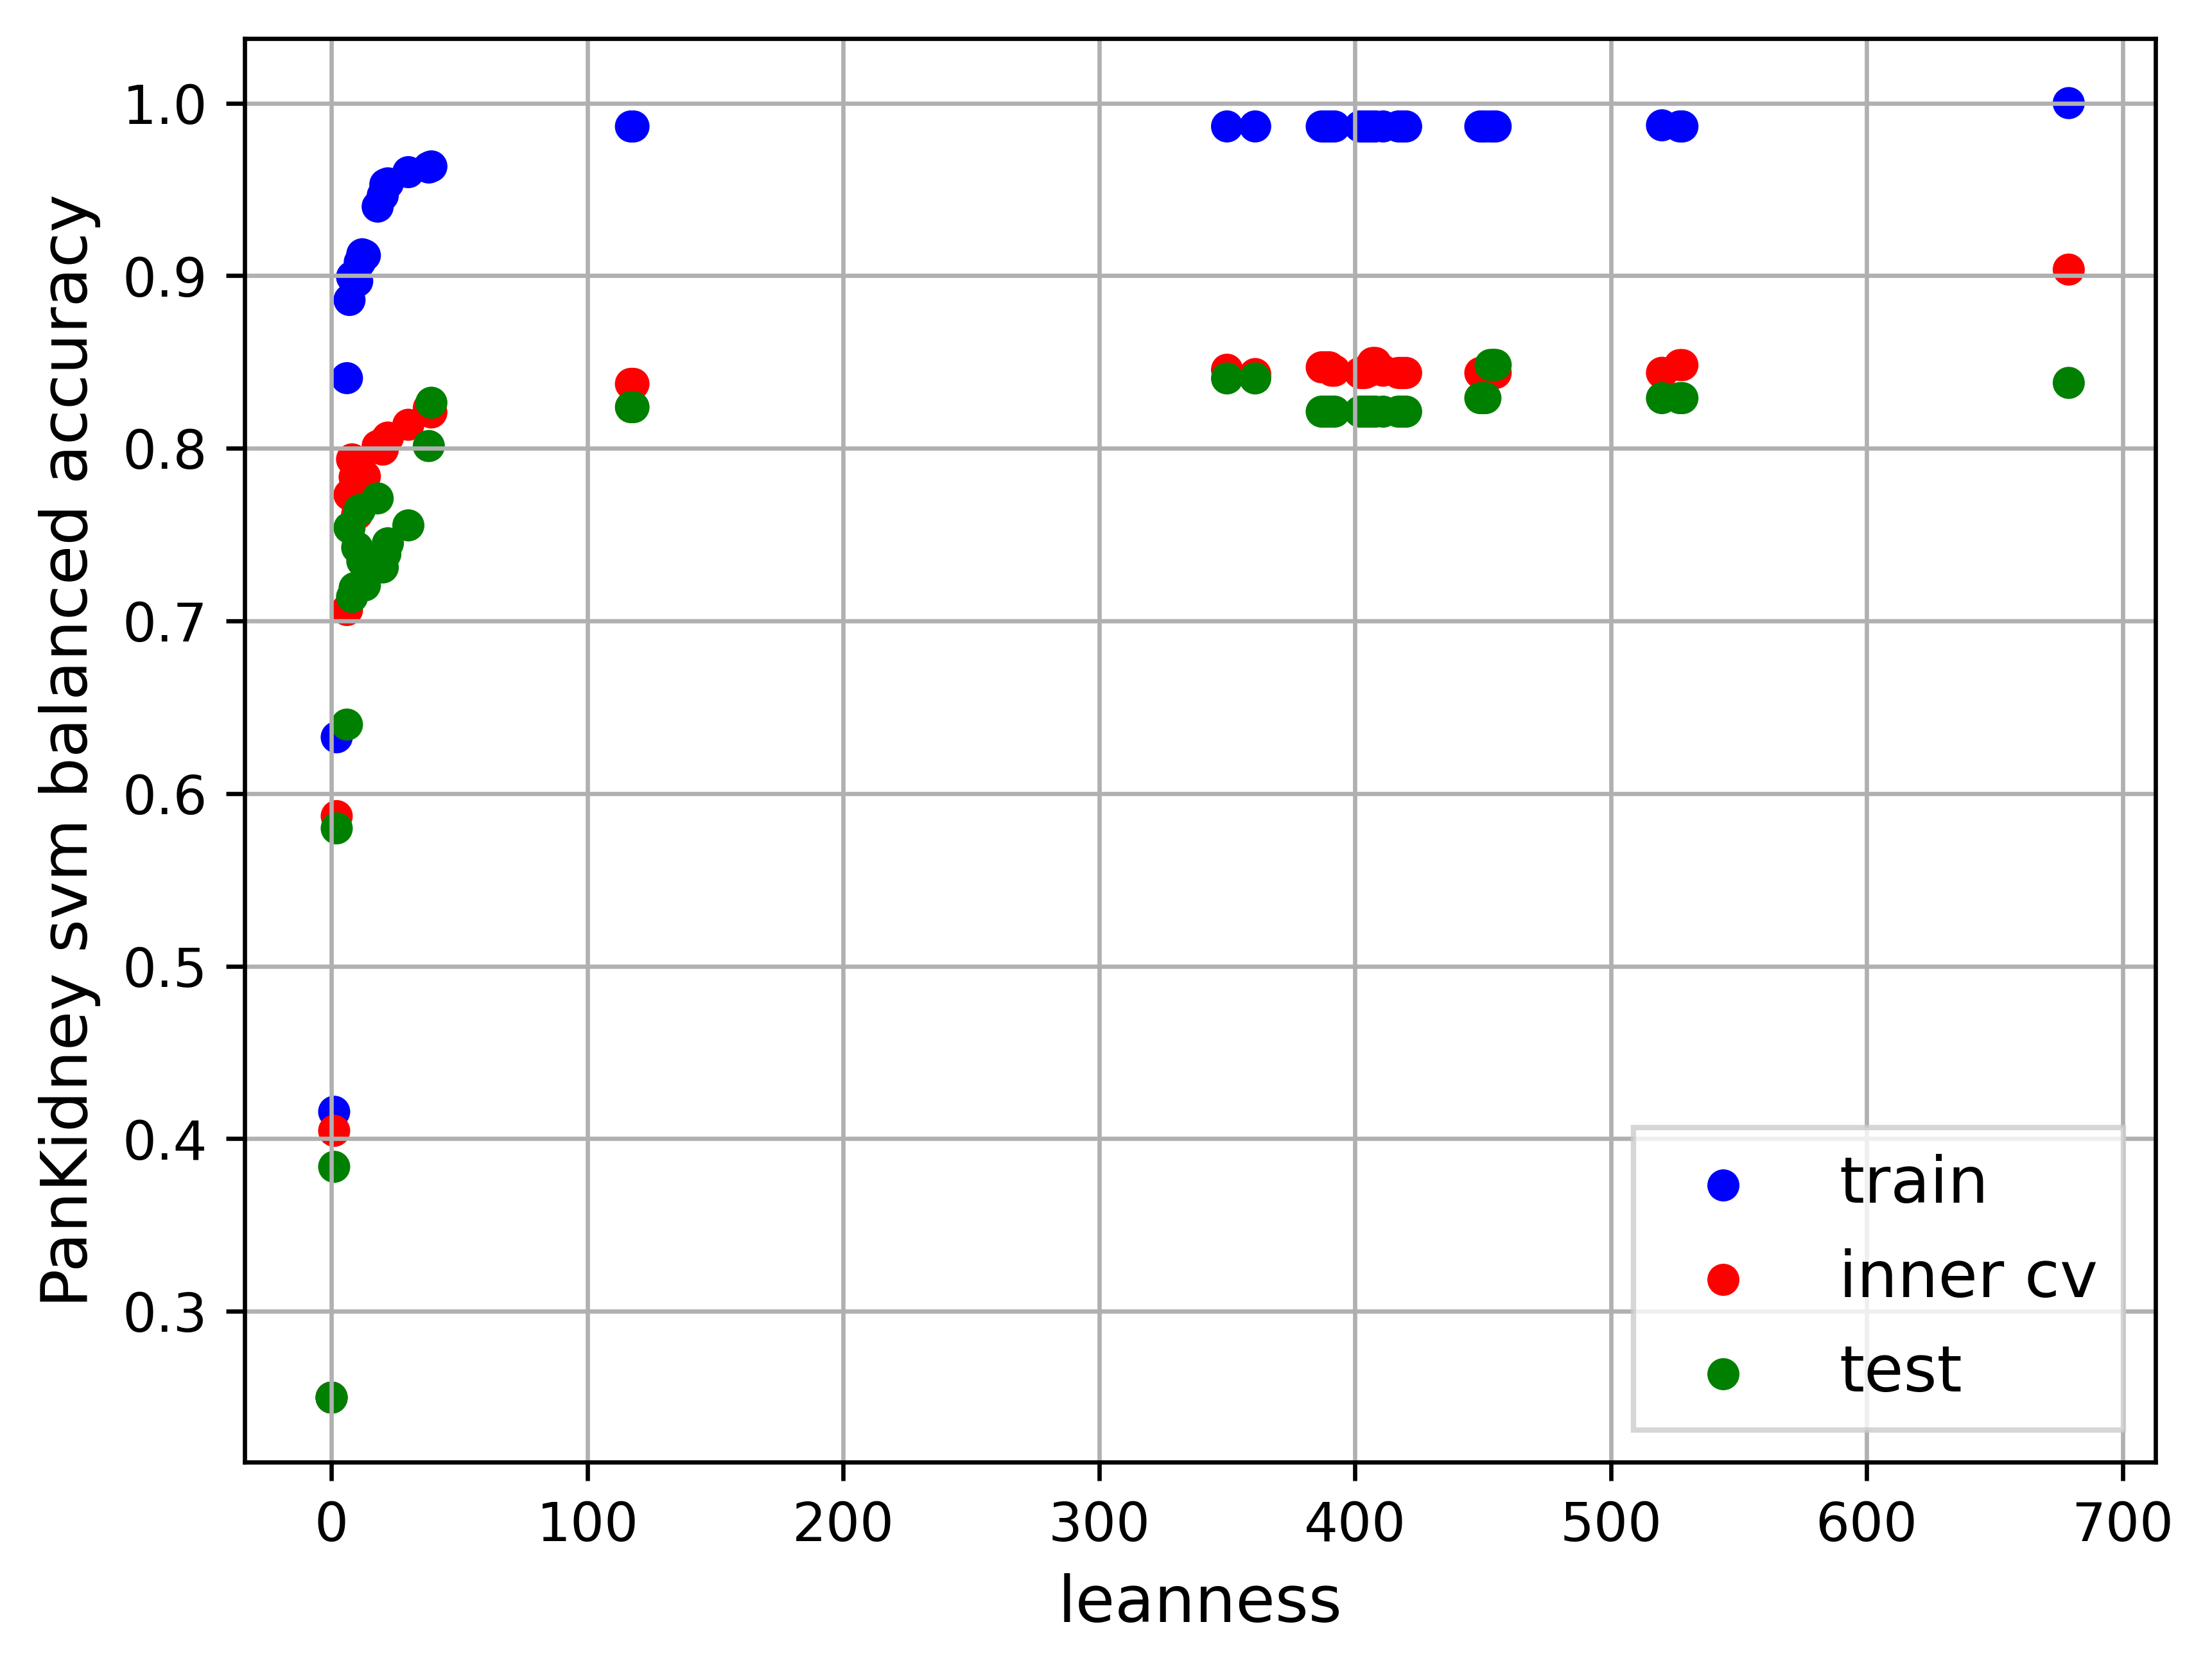 PanKidney svm balanced accuracy
1.0
0.9
0.8
0.7
0.6
0.5
0.4
0.3
train
inner cv
test
0 100 200 300 400 500 600 700
leanness